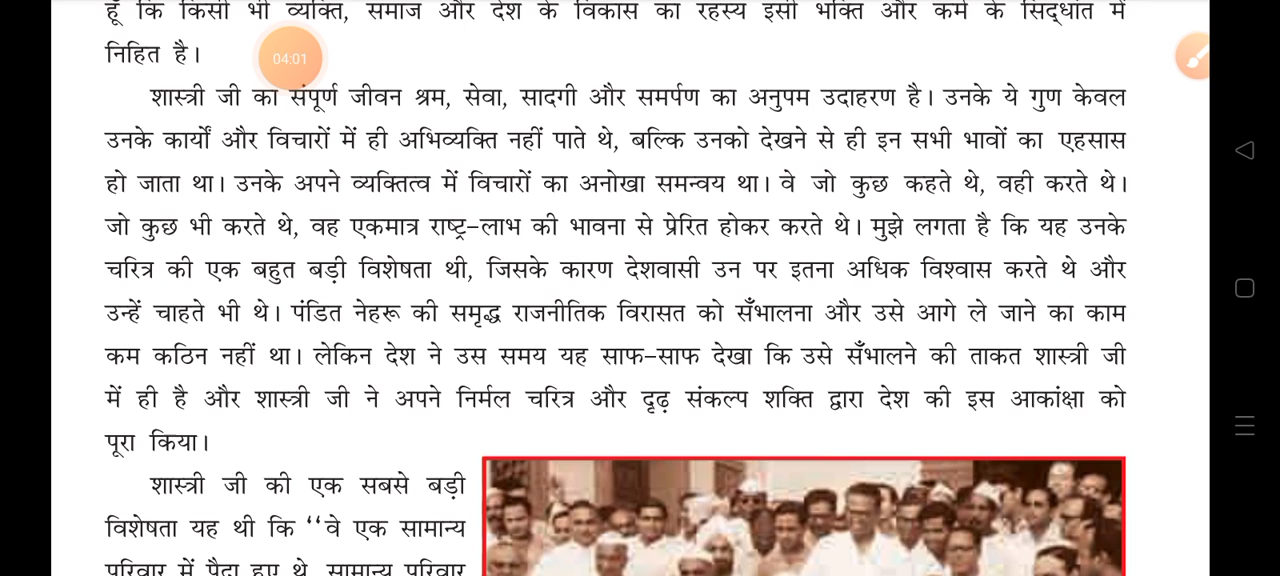 हूँ कि किसी भी व्यक्ति, समाज और देश के विकास का रहस्य इसी भक्ति और कर्म के सिद्धांत में
निहित है।
04:01
शास्त्री जी का संपूर्ण जीवन श्रम, सेवा, सादगी और समर्पण का अनुपम उदाहरण है। उनके ये गुण केवल
उनके कार्यों और विचारों में ही अभिव्यक्ति नहीं पाते थे, बल्कि उनको देखने से ही इन सभी भावों का एहसास
हो जाता था। उनके अपने व्यक्तित्व में विचारों का अनोखा समन्वय था। वे जो कुछ कहते थे, वही करते थे।
जो कुछ भी करते थे, वह एकमात्र राष्ट्र-लाभ की भावना से प्रेरित होकर करते थे। मुझे लगता है कि यह उनके
चरित्र की एक बहुत बड़ी विशेषता थी, जिसके कारण देशवासी उन पर इतना अधिक विश्वास करते थे और
उन्हें चाहते भी थे। पंडित नेहरू की समृद्ध राजनीतिक विरासत को सँभालना और उसे आगे ले जाने का काम
कम कठिन नहीं था। लेकिन देश ने उस समय यह साफ-साफ देखा कि उसे सँभालने की ताकत शास्त्री जी
में ही है और शास्त्री जी ने अपने निर्मल चरित्र और दृढ़ संकल्प शक्ति द्वारा देश की इस आकांक्षा को
पूरा किया।
शास्त्री जी की एक सबसे बड़ी
विशेषता यह थी कि ‘‘वे एक सामान्य
परिवार में पैदा हुए थे, सामान्य परिवार